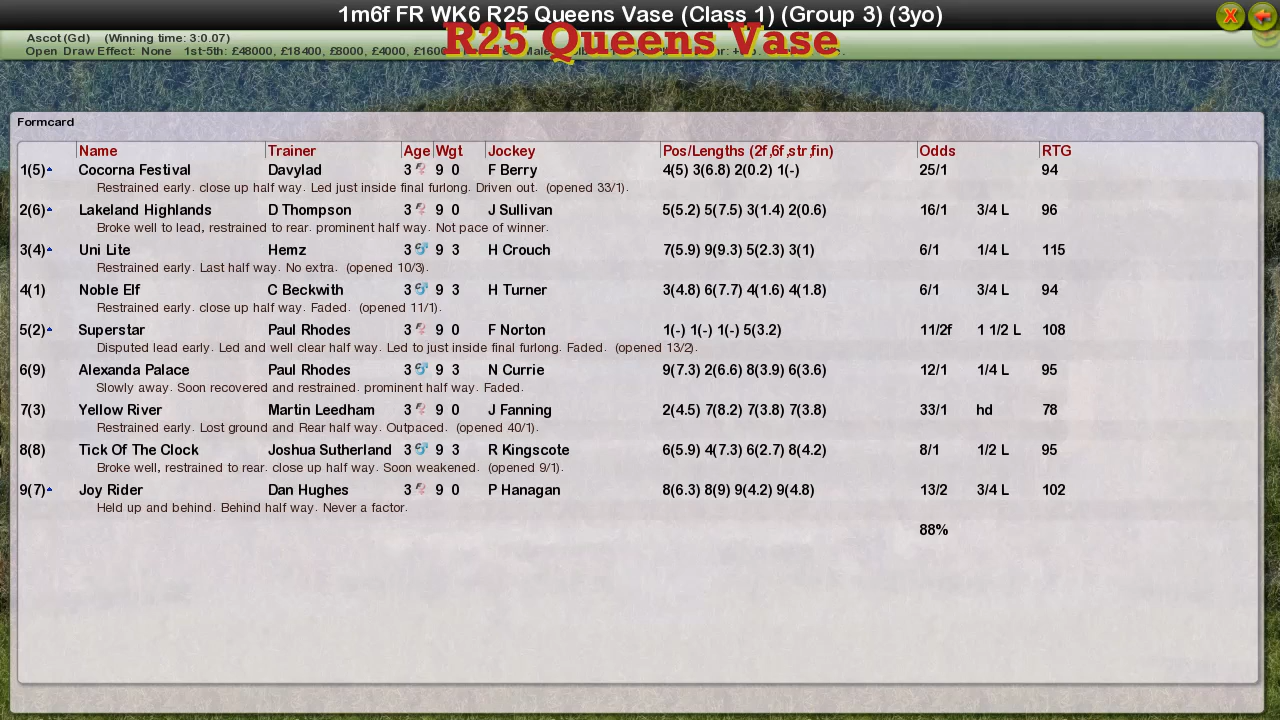 1m6f FR WK6 R25 Queens Vase (Class 1) (Group 3) (3yo)
R25 Queens Vase
Ascot (Gd) (Winning time: 3:0.07)
Open Draw Effect: None 1st-5th: £48000, £18400, £8000, £4000, £1600
Formcard
Name Trainer Age Wgt Jockey Pos/Lengths (2f,6f,str,fin) Odds RTG
1(5) Cocorna Festival Davylad 3 9 0 F Berry 4(5) 3(6.8) 2(0.2) 1(-) 25/1 94
Restrained early. close up half way. Led just inside final furlong. Driven out. (opened 33/1).
2(6) Lakeland Highlands D Thompson 3 9 0 J Sullivan 5(5.2) 5(7.5) 3(1.4) 2(0.6) 16/1 3/4 L 96
Broke well to lead, restrained to rear. prominent half way. Not pace of winner.
3(4) Uni Lite Hemz 3 9 3 H Crouch 7(5.9) 9(9.3) 5(2.3) 3(1) 6/1 1/4 L 115
Restrained early. Last half way. No extra. (opened 10/3).
4(1) Noble Elf C Beckwith 3 9 3 H Turner 3(4.8) 6(7.7) 4(1.6) 4(1.8) 6/1 3/4 L 94
Restrained early. close up half way. Faded. (opened 11/1).
5(2) Superstar Paul Rhodes 3 9 0 F Norton 1(-) 1(-) 1(-) 5(3.2) 11/2f 1 1/2 L 108
Disputed lead early. Led and well clear half way. Led to just inside final furlong. Faded. (opened 13/2).
6(9) Alexanda Palace Paul Rhodes 3 9 3 N Currie 9(7.3) 2(6.6) 8(3.9) 6(3.6) 12/1 1/4 L 95
Slowly away. Soon recovered and restrained. prominent half way. Faded.
7(3) Yellow River Martin Leedham 3 9 0 J Fanning 2(4.5) 7(8.2) 7(3.8) 7(3.8) 33/1 hd 78
Restrained early. Lost ground and Rear half way. Outpaced. (opened 40/1).
8(8) Tick Of The Clock Joshua Sutherland 3 9 3 R Kingscote 6(5.9) 4(7.3) 6(2.7) 8(4.2) 8/1 1/2 L 95
Broke well, restrained to rear. close up half way. Soon weakened. (opened 9/1).
9(7) Joy Rider Dan Hughes 3 9 0 P Hanagan 8(6.3) 8(9) 9(4.2) 9(4.8) 13/2 3/4 L 102
Held up and behind. Behind half way. Never a factor.
88%